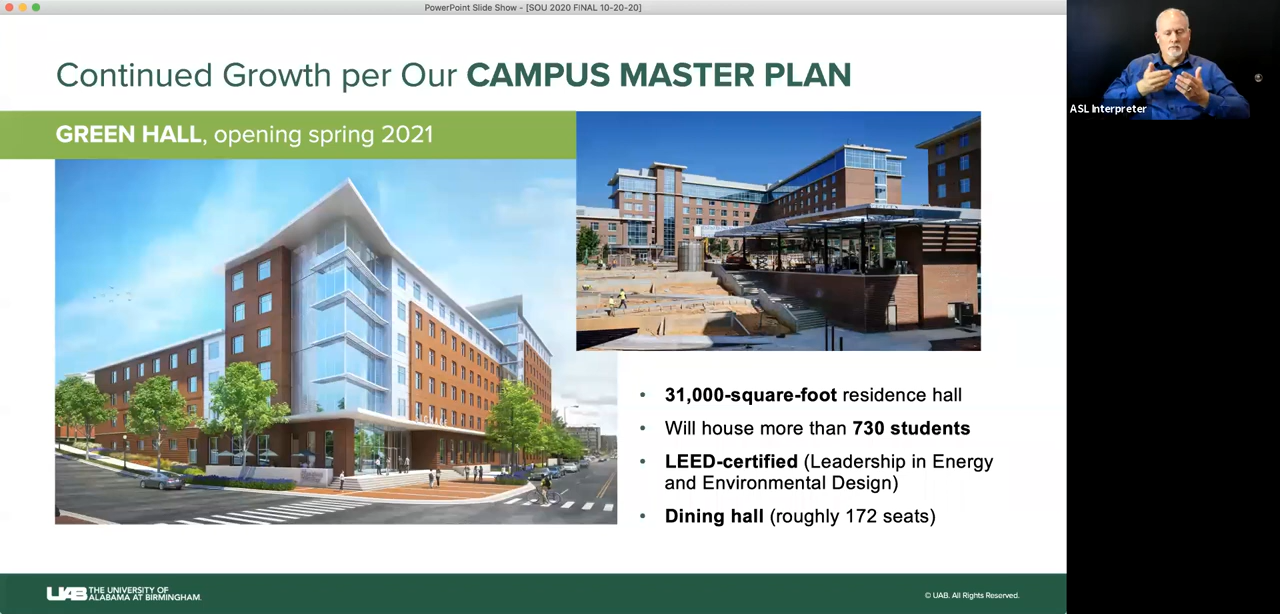 PowerPoint Slide Show - [SOU 2020 FINAL 10-20-20]
Continued Growth per Our CAMPUS MASTER PLAN
GREEN HALL, opening spring 2021
ASL Interpreter
• 31,000-square-foot residence hall
• Will house more than 730 students
• LEED-certified (Leadership in Energy
and Environmental Design)
• Dining hall (roughly 172 seats)
UAB THE UNIVERSITY OF
ALABAMA AT BIRMINGHAM.
© UAB. All Rights Reserved.